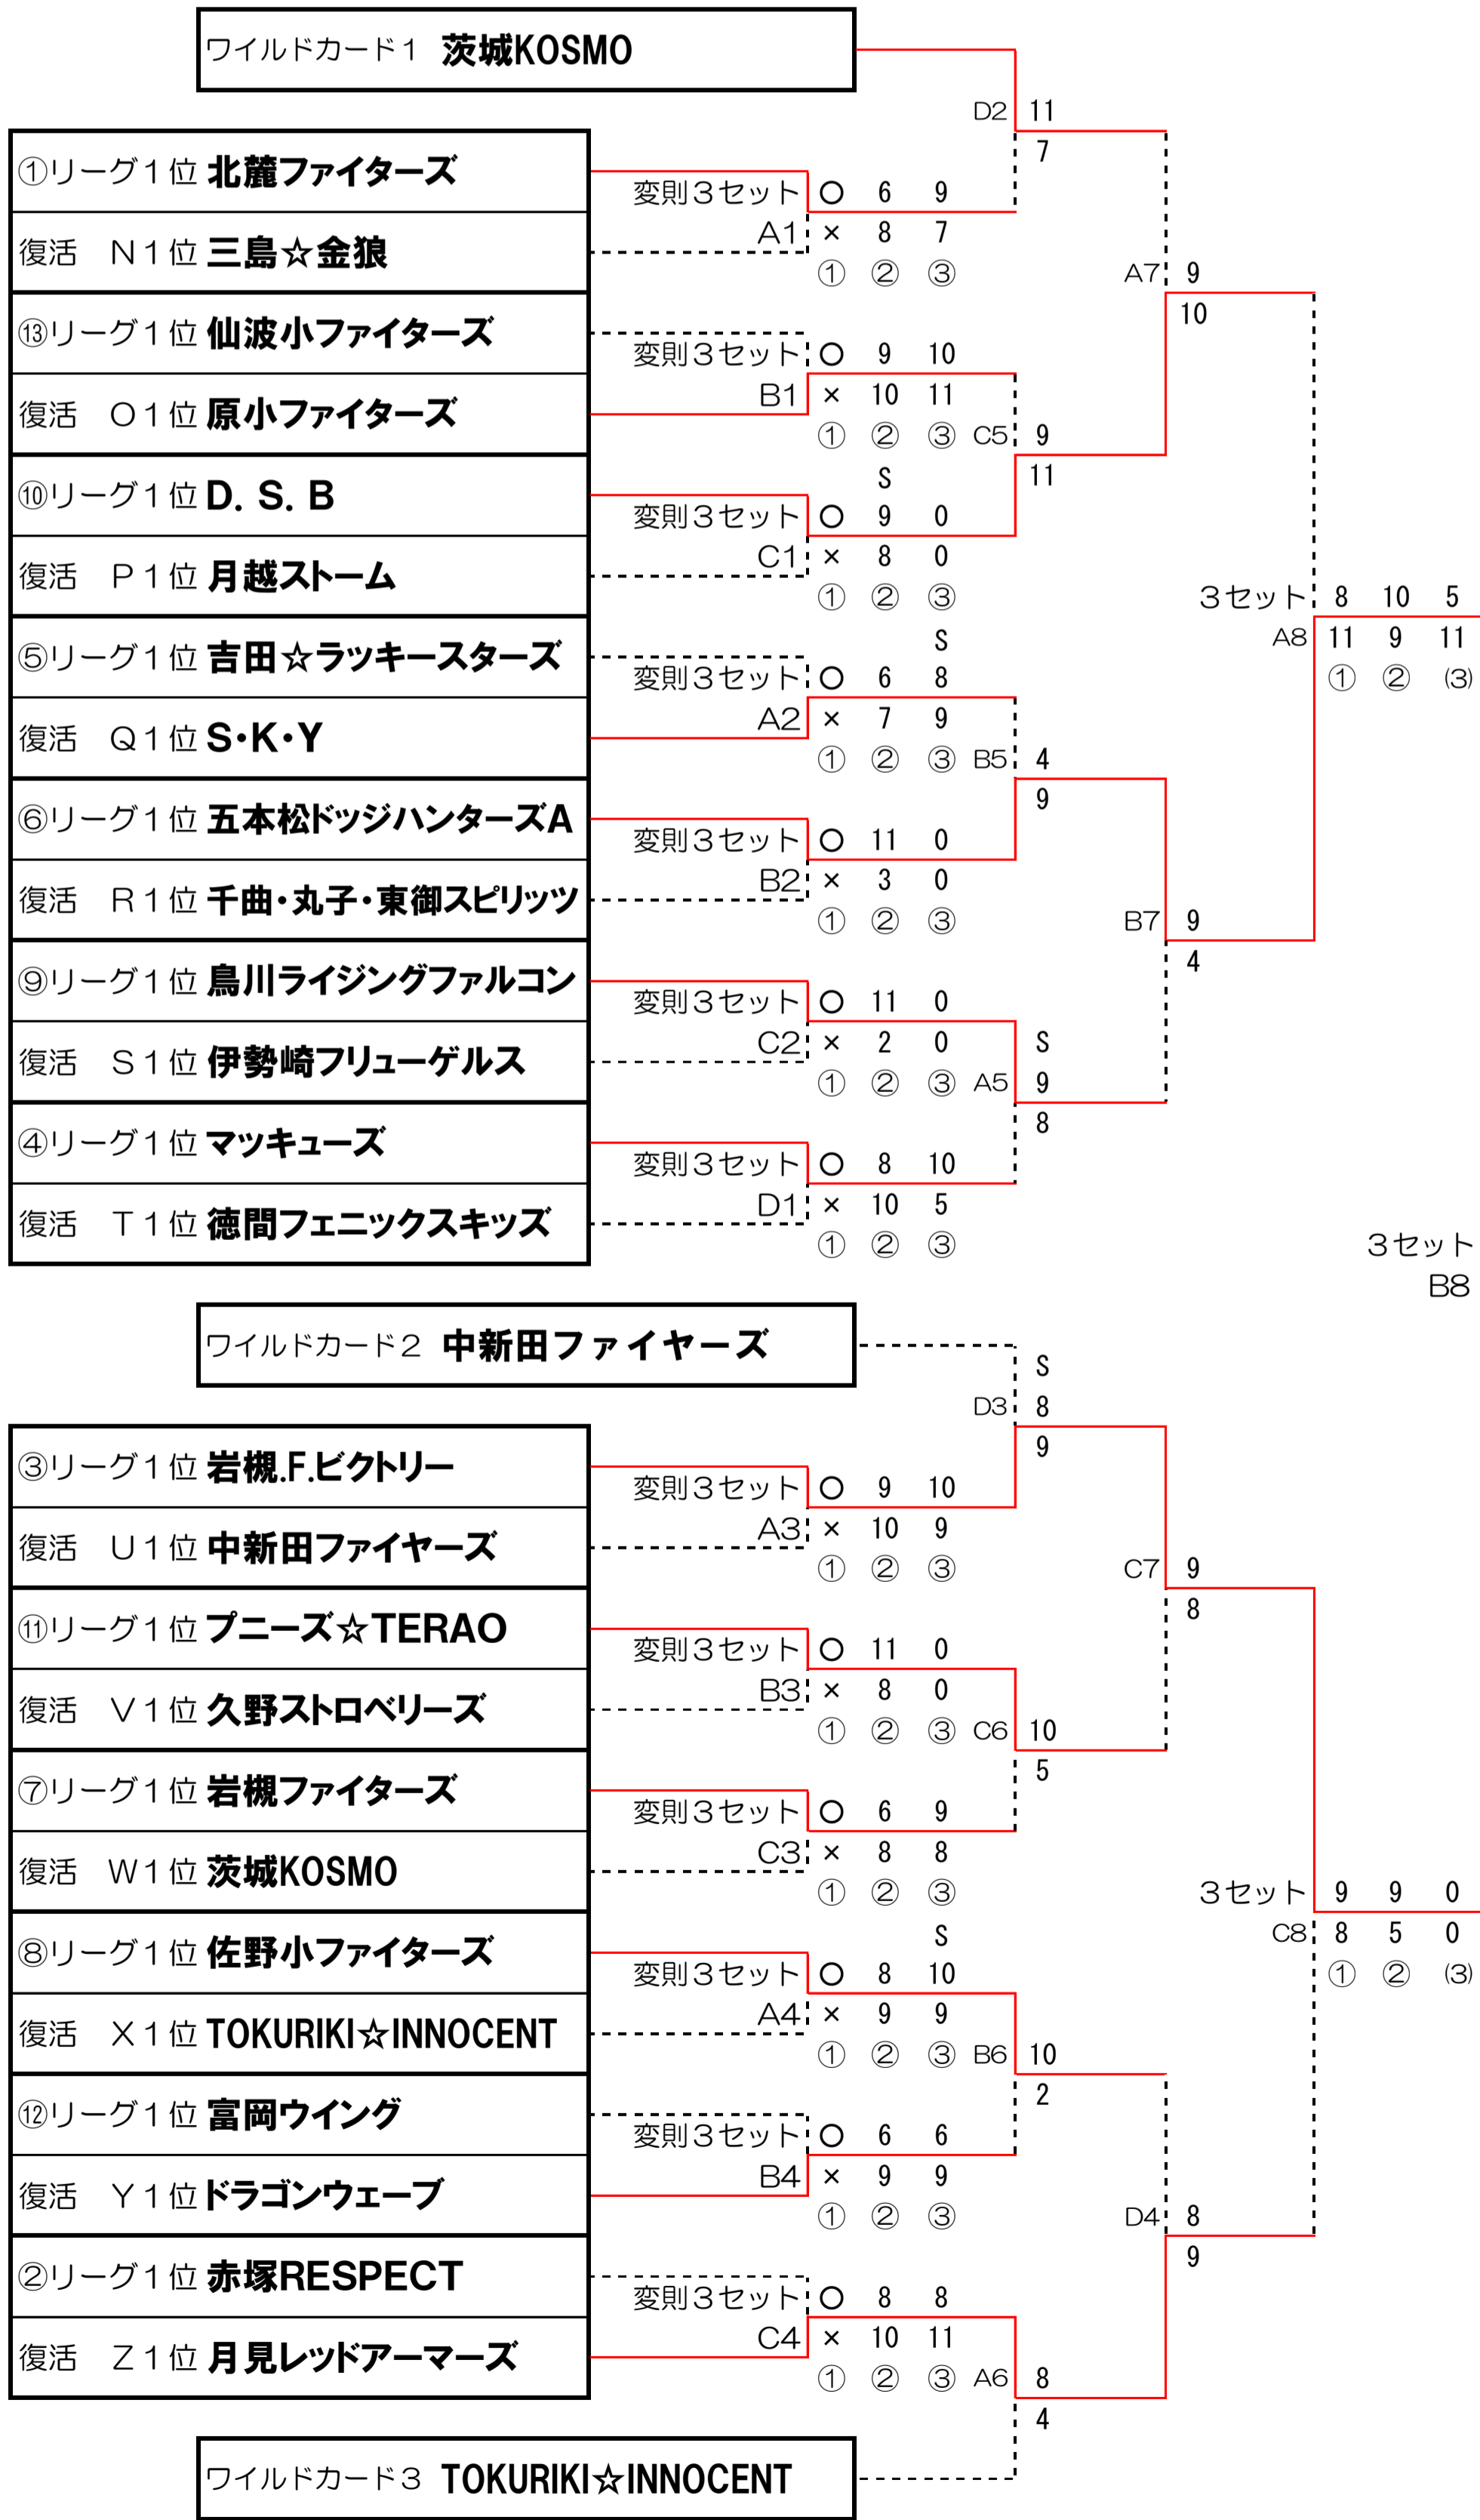 ワイルドカード１ 茨城KOSMO
D2 11
7
①リーグ１位 北麓ファイターズ
変則３セット ○ 6 9
復活 N１位 三島☆金狼
A1 × 8 7
① ② ③
A7 9
10
⑬リーグ１位 仙波小ファイターズ
変則３セット ○ 9 10
復活 O１位 原小ファイターズ
B1 × 10 11
① ② ③
C5 9
11
⑩リーグ１位 D．S．B
S
変則３セット ○ 9 0
復活 P１位 月越ストーム
C1 × 8 0
① ② ③
3セット 8 10 5
A8 11 9 11
① ② (3)
⑤リーグ１位 吉田☆ラッキースターズ
S
変則３セット ○ 6 8
復活 Q１位 S・K・Y
A2 × 7 9
① ② ③
B5 4
9
⑥リーグ１位 五本松ドッジハンターズA
変則３セット ○ 11 0
復活 R１位 千曲・丸子・東御スピリッツ
B2 × 3 0
① ② ③
B7 9
4
⑨リーグ１位 鳥川ライジングファルコン
変則３セット ○ 11 0
復活 S１位 伊勢崎フリューゲルス
C2 × 2 0
① ② ③
S
A5 9
8
④リーグ１位 マッキューズ
変則３セット ○ 8 10
復活 T１位 徳間フェニックスキッズ
D1 × 10 5
① ② ③
3セット
B8
ワイルドカード２ 中新田ファイヤーズ
S
D3 8
9
③リーグ１位 岩槻.F.ビクトリー
変則３セット ○ 9 10
復活 U１位 中新田ファイヤーズ
A3 × 10 9
① ② ③
C7 9
8
⑪リーグ１位 プニーズ☆TERAO
変則３セット ○ 11 0
復活 V１位 久野ストロベリーズ
B3 × 8 0
① ② ③
C6 10
5
⑦リーグ１位 岩槻ファイターズ
変則３セット ○ 6 9
復活 W１位 茨城KOSMO
C3 × 8 8
① ② ③
3セット 9 9 0
C8 8 5 0
① ② (3)
⑧リーグ１位 佐野小ファイターズ
S
変則３セット ○ 8 10
復活 X１位 TOKURIKI☆INNOCENT
A4 × 9 9
① ② ③
B6 10
2
⑫リーグ１位 富岡ウイング
変則３セット ○ 6 6
復活 Y１位 ドラゴンウェーブ
B4 × 9 9
① ② ③
D4 8
9
②リーグ１位 赤塚RESPECT
変則３セット ○ 8 8
復活 Z１位 月見レッドアーマーズ
C4 × 10 11
① ② ③
A6 8
4
ワイルドカード３ TOKURIKI☆INNOCENT